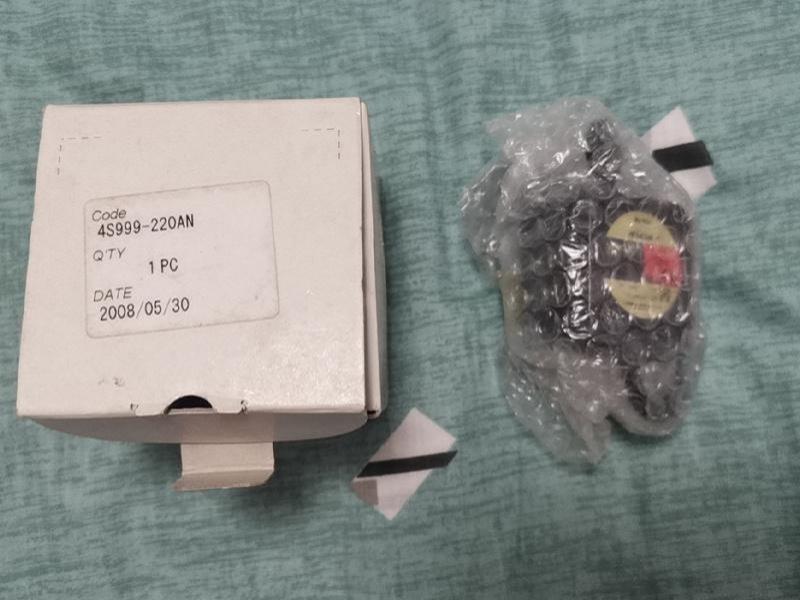 Code
4S999-220AN
Q'TY
1 PC
DATE
2008/05/30